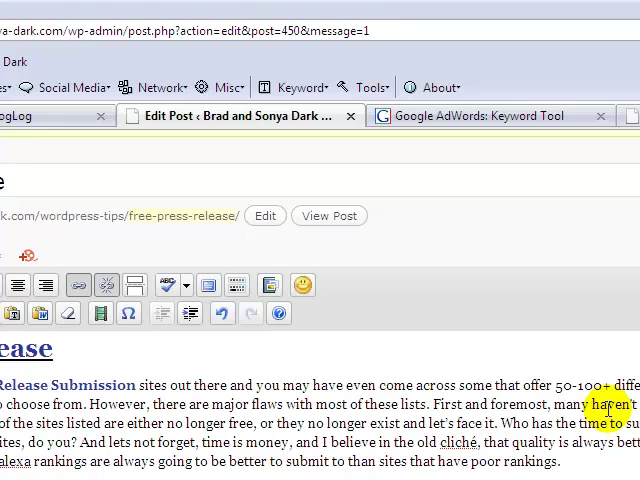 a-dark.com/wp-admin/post.php?action=edit&post=450&message=1
Dark
es▾ Social Media▾ Network▾ Misc▾ Keyword▾ Tools▾ About▾
ogLog × Edit Post ‹ Brad and Sonya Dark ... × Google AdWords: Keyword Tool ×
e
k.com/wordpress-tips/free-press-release/ Edit View Post
ease
Release Submission sites out there and you may have even come across some that offer 50-100+ diffe
o choose from. However, there are major flaws with most of these lists. First and foremost, many haven't
of the sites listed are either no longer free, or they no longer exist and let's face it. Who has the time to su
ites, do you? And lets not forget, time is money, and I believe in the old cliché, that quality is always bett
alexa rankings are always going to be better to submit to than sites that have poor rankings.